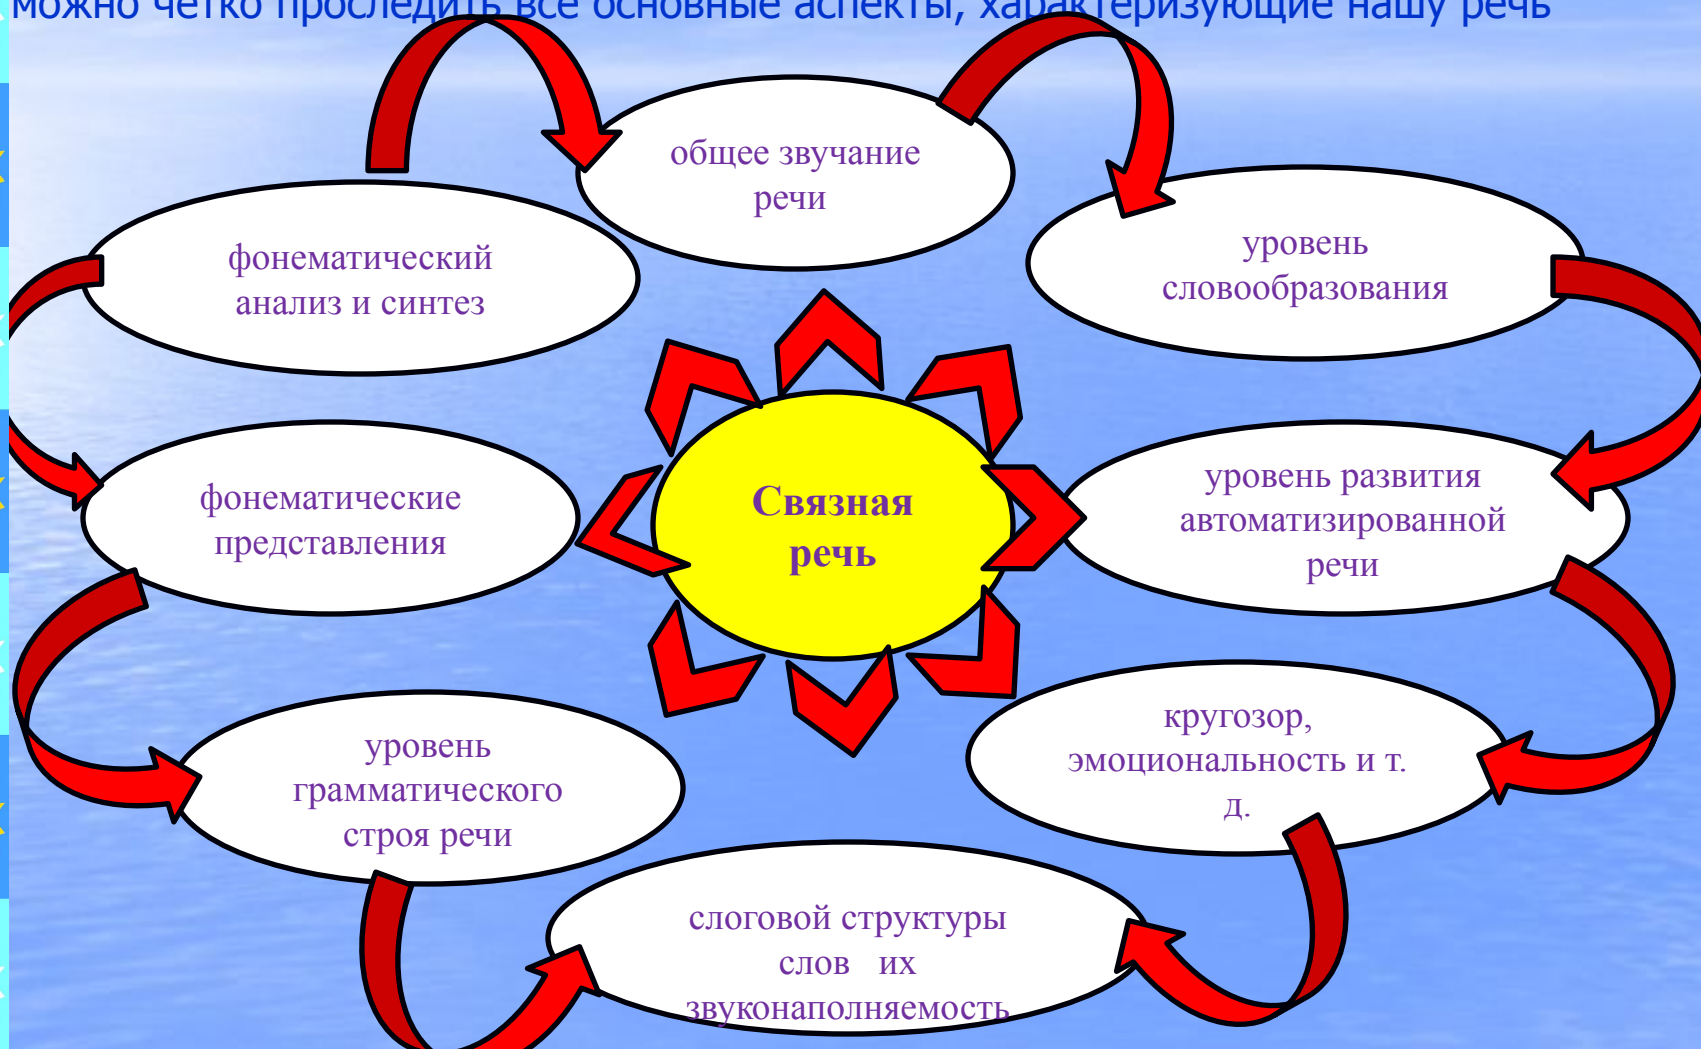 можно четко проследить все основные аспекты, характеризующие нашу речь
общее звучание
речи
фонематический
анализ и синтез
уровень
словообразования
фонематические
представления
Связная
речь
уровень развития
автоматизированной
речи
уровень
грамматического
строя речи
кругозор,
эмоциональность и т.
д.
слоговой структуры
слов   их
звуконаполняемость